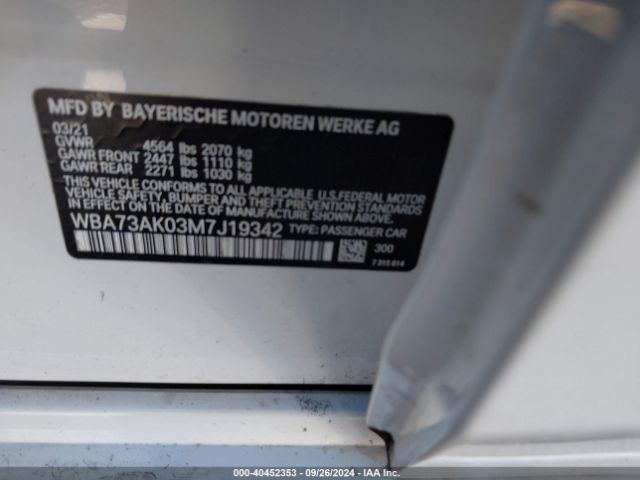 MFD BY BAYERISCHE MOTOREN WERKE AG
03/21
GVWR 4564 lbs 2070 kg
GAWR FRONT 2447 lbs 1110 kg
GAWR REAR 2271 lbs 1030 kg
THIS VEHICLE CONFORMS TO ALL APPLICABLE U.S. FEDERAL MOTOR
VEHICLE SAFETY, BUMPER AND THEFT PREVENTION STANDARDS
IN EFFECT ON THE DATE OF MANUFACTURE SHOWN ABOVE.
WBA73AK03M7J19342 TYPE: PASSENGER CAR
300
7 315 614
000-40452353 - 09/26/2024 - IAA Inc.